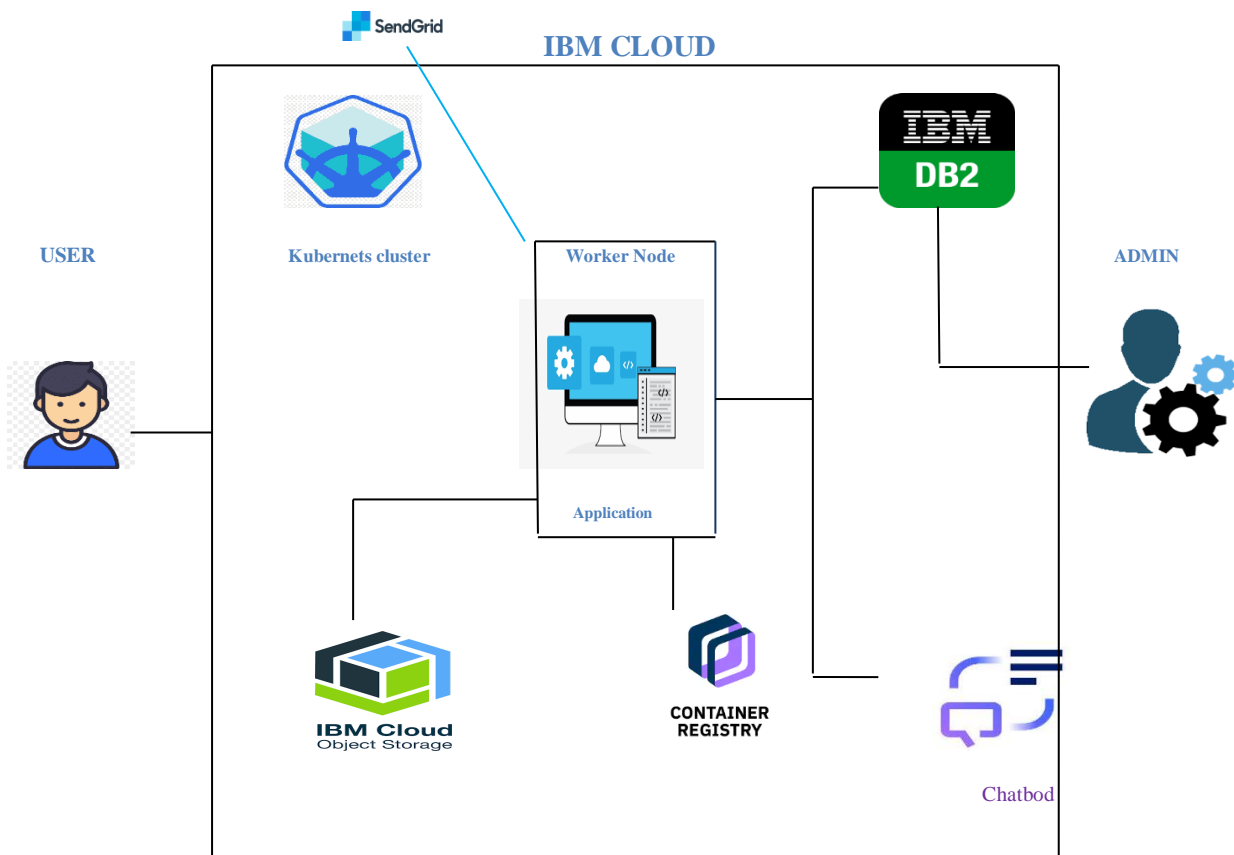 SendGrid
IBM CLOUD
IBM
DB2
USER
Kubernets cluster
Worker Node
ADMIN
</>
</>
</>
Application
CONTAINER
REGISTRY
IBM Cloud
Object Storage
Chatbod